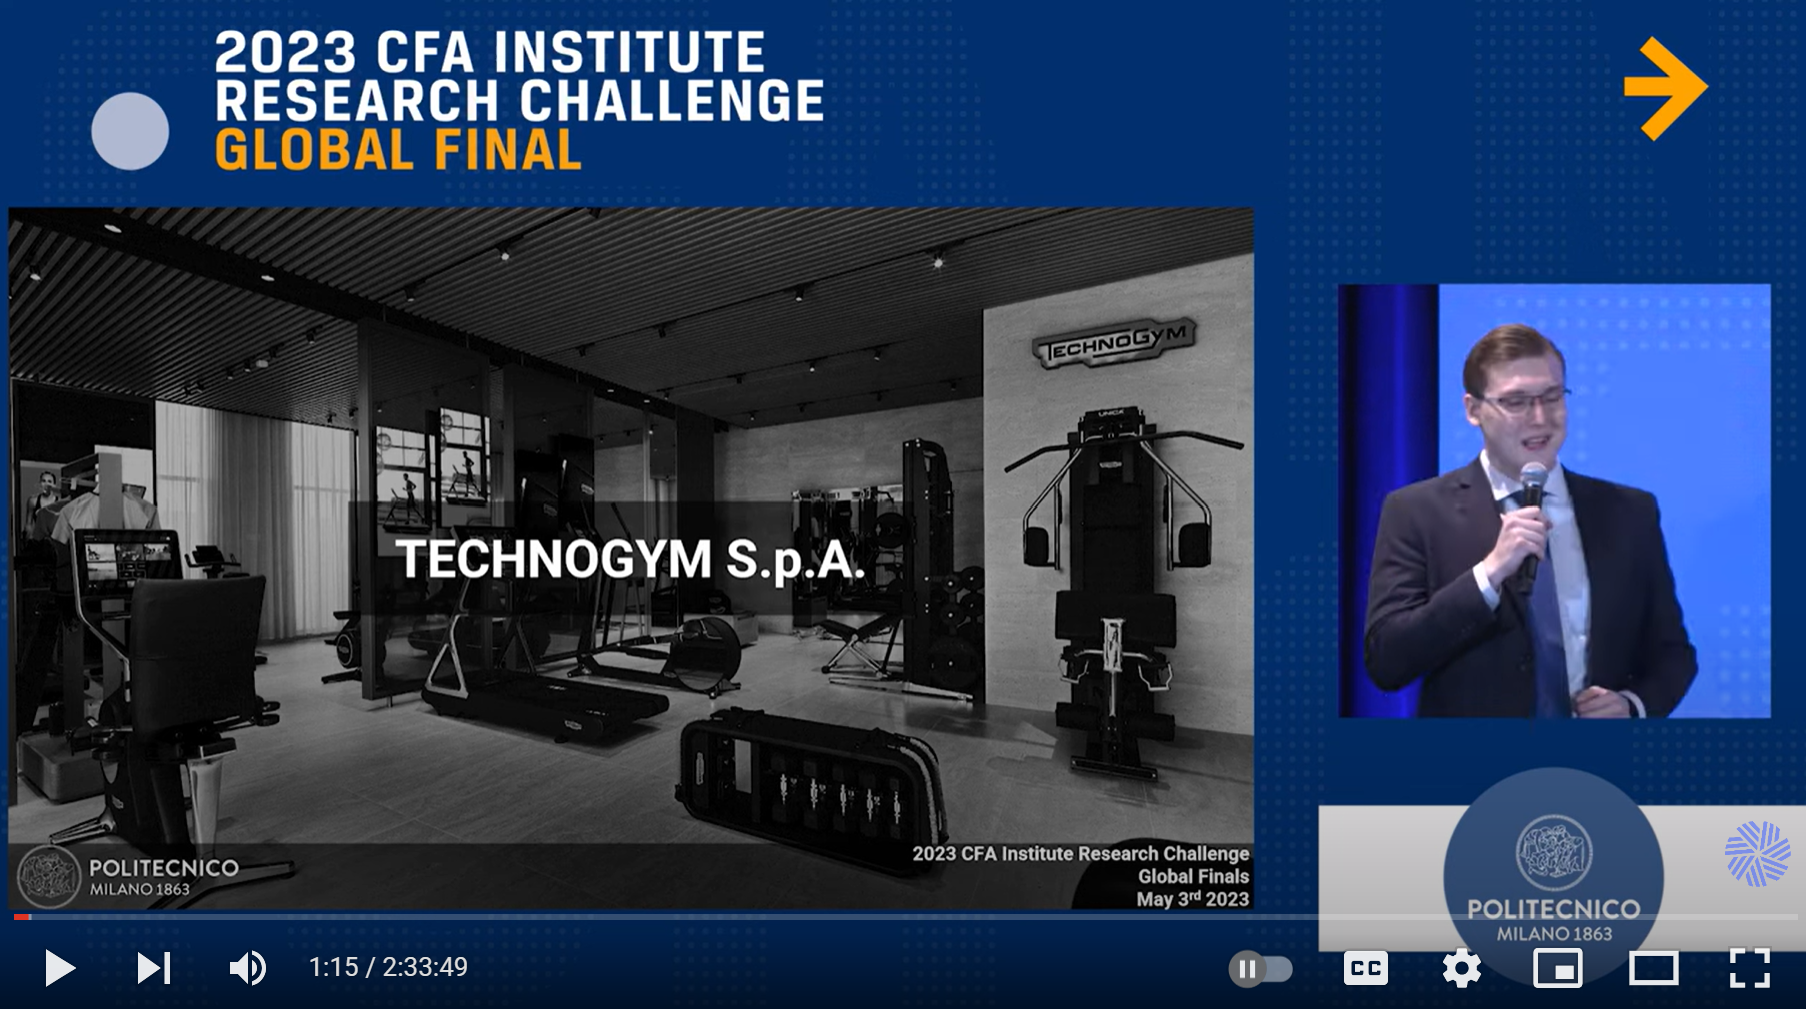 2023 CFA INSTITUTE
RESEARCH CHALLENGE
GLOBAL FINAL
TECHNOGYM
UNICA
TECHNOGYM S.p.A.
POLITECNICO
MILANO 1863
2023 CFA Institute Research Challenge
Global Finals
May 3rd 2023
POLITECNICO
MILANO 1863
1:15 / 2:33:49
CC